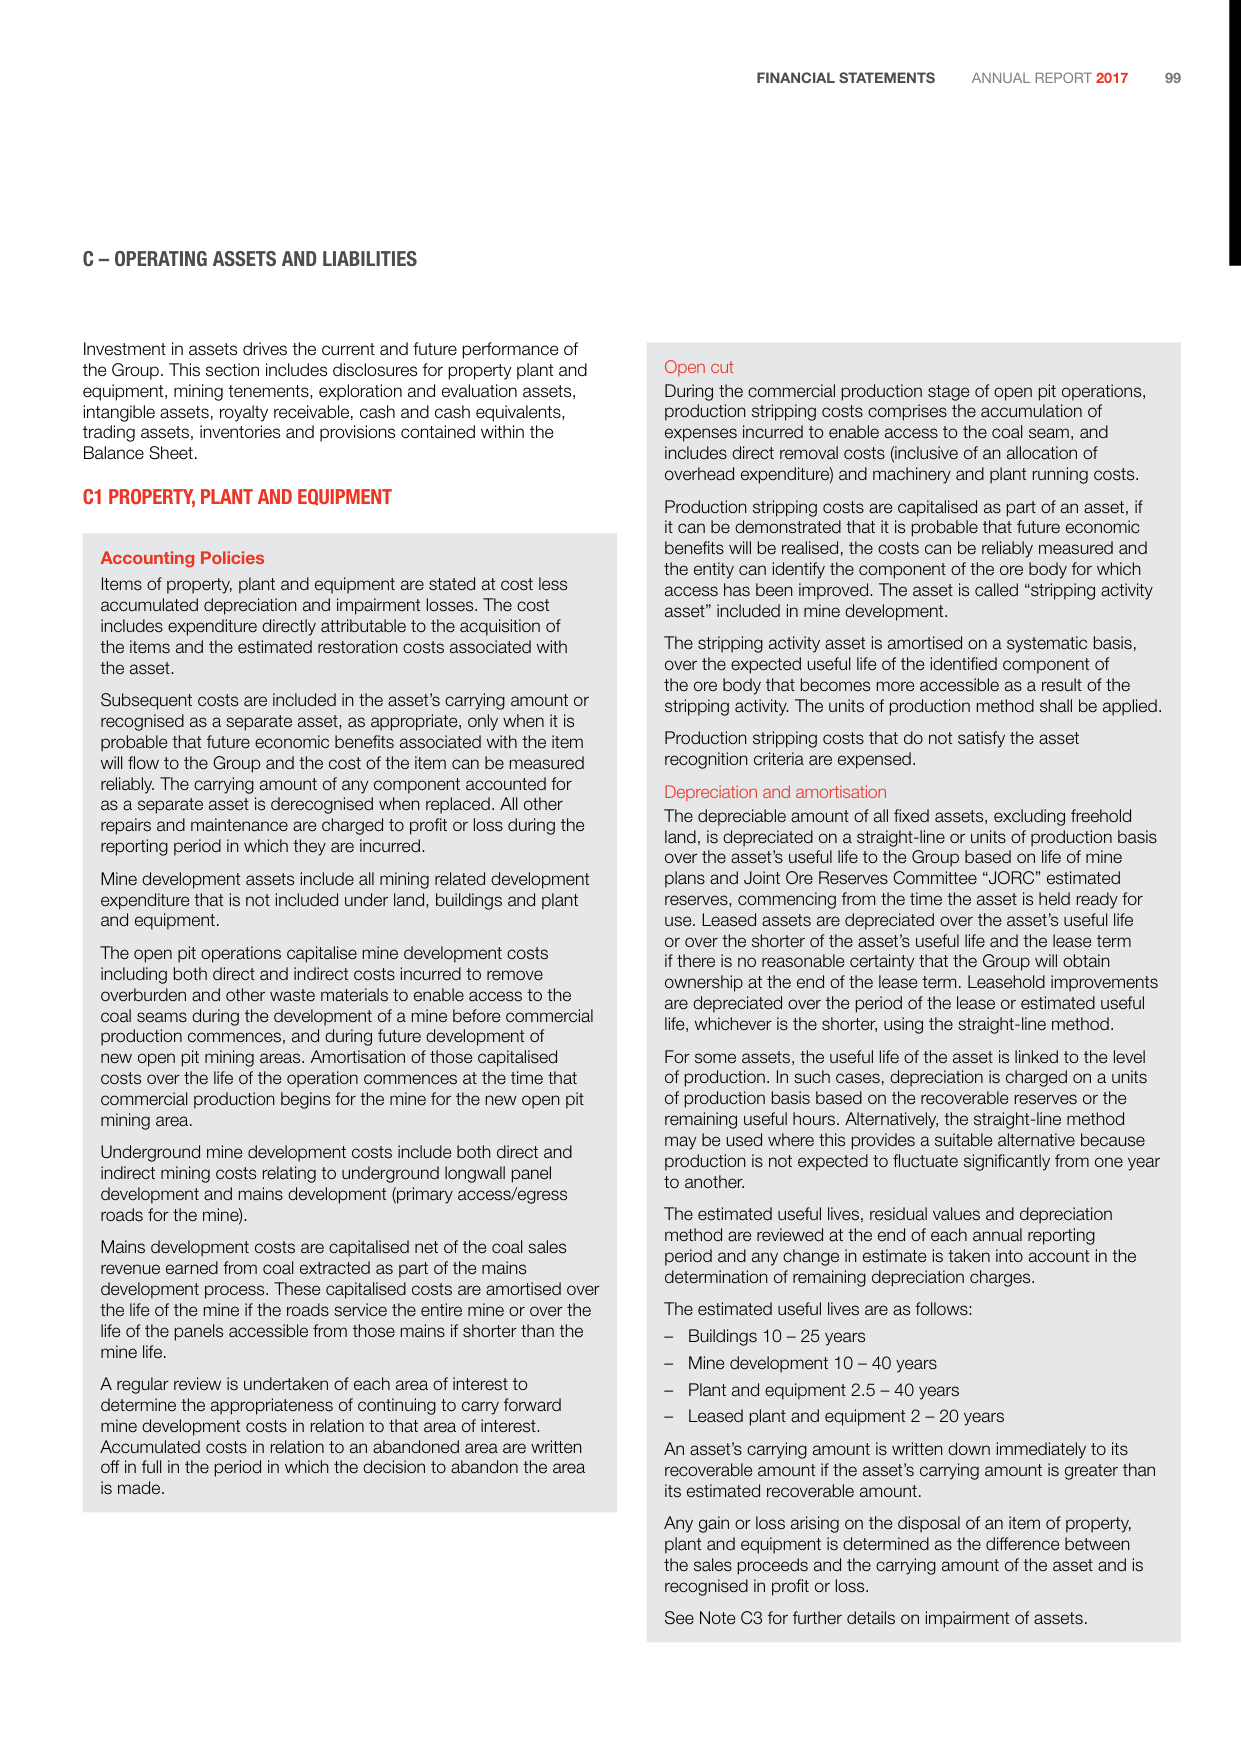 FINANCIAL STATEMENTS ANNUAL REPORT 2017 99
C – OPERATING ASSETS AND LIABILITIES
Investment in assets drives the current and future performance of
the Group. This section includes disclosures for property plant and
equipment, mining tenements, exploration and evaluation assets,
intangible assets, royalty receivable, cash and cash equivalents,
trading assets, inventories and provisions contained within the
Balance Sheet.
C1 PROPERTY, PLANT AND EQUIPMENT
Accounting Policies
Items of property, plant and equipment are stated at cost less
accumulated depreciation and impairment losses. The cost
includes expenditure directly attributable to the acquisition of
the items and the estimated restoration costs associated with
the asset.
Subsequent costs are included in the asset’s carrying amount or
recognised as a separate asset, as appropriate, only when it is
probable that future economic benefits associated with the item
will flow to the Group and the cost of the item can be measured
reliably. The carrying amount of any component accounted for
as a separate asset is derecognised when replaced. All other
repairs and maintenance are charged to profit or loss during the
reporting period in which they are incurred.
Mine development assets include all mining related development
expenditure that is not included under land, buildings and plant
and equipment.
The open pit operations capitalise mine development costs
including both direct and indirect costs incurred to remove
overburden and other waste materials to enable access to the
coal seams during the development of a mine before commercial
production commences, and during future development of
new open pit mining areas. Amortisation of those capitalised
costs over the life of the operation commences at the time that
commercial production begins for the mine for the new open pit
mining area.
Underground mine development costs include both direct and
indirect mining costs relating to underground longwall panel
development and mains development (primary access/egress
roads for the mine).
Mains development costs are capitalised net of the coal sales
revenue earned from coal extracted as part of the mains
development process. These capitalised costs are amortised over
the life of the mine if the roads service the entire mine or over the
life of the panels accessible from those mains if shorter than the
mine life.
A regular review is undertaken of each area of interest to
determine the appropriateness of continuing to carry forward
mine development costs in relation to that area of interest.
Accumulated costs in relation to an abandoned area are written
off in full in the period in which the decision to abandon the area
is made.
Open cut
During the commercial production stage of open pit operations,
production stripping costs comprises the accumulation of
expenses incurred to enable access to the coal seam, and
includes direct removal costs (inclusive of an allocation of
overhead expenditure) and machinery and plant running costs.
Production stripping costs are capitalised as part of an asset, if
it can be demonstrated that it is probable that future economic
benefits will be realised, the costs can be reliably measured and
the entity can identify the component of the ore body for which
access has been improved. The asset is called “stripping activity
asset” included in mine development.
The stripping activity asset is amortised on a systematic basis,
over the expected useful life of the identified component of
the ore body that becomes more accessible as a result of the
stripping activity. The units of production method shall be applied.
Production stripping costs that do not satisfy the asset
recognition criteria are expensed.
Depreciation and amortisation
The depreciable amount of all fixed assets, excluding freehold
land, is depreciated on a straight-line or units of production basis
over the asset’s useful life to the Group based on life of mine
plans and Joint Ore Reserves Committee “JORC” estimated
reserves, commencing from the time the asset is held ready for
use. Leased assets are depreciated over the asset’s useful life
or over the shorter of the asset’s useful life and the lease term
if there is no reasonable certainty that the Group will obtain
ownership at the end of the lease term. Leasehold improvements
are depreciated over the period of the lease or estimated useful
life, whichever is the shorter, using the straight-line method.
For some assets, the useful life of the asset is linked to the level
of production. In such cases, depreciation is charged on a units
of production basis based on the recoverable reserves or the
remaining useful hours. Alternatively, the straight-line method
may be used where this provides a suitable alternative because
production is not expected to fluctuate significantly from one year
to another.
The estimated useful lives, residual values and depreciation
method are reviewed at the end of each annual reporting
period and any change in estimate is taken into account in the
determination of remaining depreciation charges.
The estimated useful lives are as follows:
– Buildings 10 – 25 years
– Mine development 10 – 40 years
– Plant and equipment 2.5 – 40 years
– Leased plant and equipment 2 – 20 years
An asset’s carrying amount is written down immediately to its
recoverable amount if the asset’s carrying amount is greater than
its estimated recoverable amount.
Any gain or loss arising on the disposal of an item of property,
plant and equipment is determined as the difference between
the sales proceeds and the carrying amount of the asset and is
recognised in profit or loss.
See Note C3 for further details on impairment of assets.